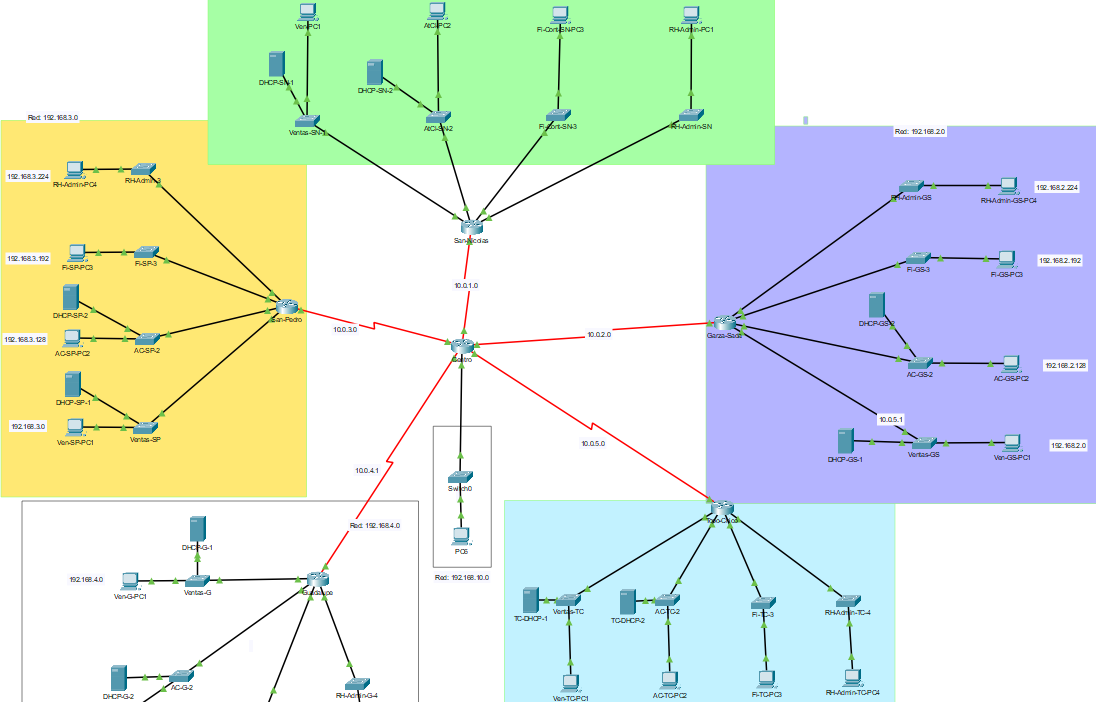 Ven-PC1
AtCl-PC2
Fi-Cont-SN-PC3
RH-Admin-PC1
DHCP-SN-1
DHCP-SN-2
Ventas-SN-1
AtCl-SN-2
Fi-Cont-SN-3
RH-Admin-SN
San-Nicolas
Red: 192.168.3.0
192.168.3.224
RH-Admin-PC4
RH-Admin-3
192.168.3.192
Fi-SP-PC3
Fi-SP-3
DHCP-SP-2
San-Pedro
192.168.3.128
AC-SP-PC2
AC-SP-2
DHCP-SP-1
192.168.3.0
Ven-SP-PC1
Ventas-SP
10.0.1.0
10.0.3.0
10.0.2.0
Centro
10.0.4.1
10.0.5.0
Red: 192.168.2.0
RH-Admin-GS
RH-Admin-GS-PC4
192.168.2.224
Fi-GS-3
Fi-GS-PC3
192.168.2.192
DHCP-GS-2
Garza-Sada
AC-GS-2
AC-GS-PC2
192.168.2.128
10.0.5.1
DHCP-GS-1
Ventas-GS
Ven-GS-PC1
192.168.2.0
Switch0
PC6
Red: 192.168.10.0
Red: 192.168.4.0
DHCP-G-1
192.168.4.0
Ven-G-PC1
Ventas-G
Guadalupe
DHCP-G-2
AC-G-2
RH-Admin-G-4
TC-DHCP-1
Ventas-TC
TC-DHCP-2
AC-TC-2
Fi-TC-3
RH-Admin-TC-4
Ven-TC-PC1
AC-TC-PC2
Fi-TC-PC3
RH-Admin-TC-PC4